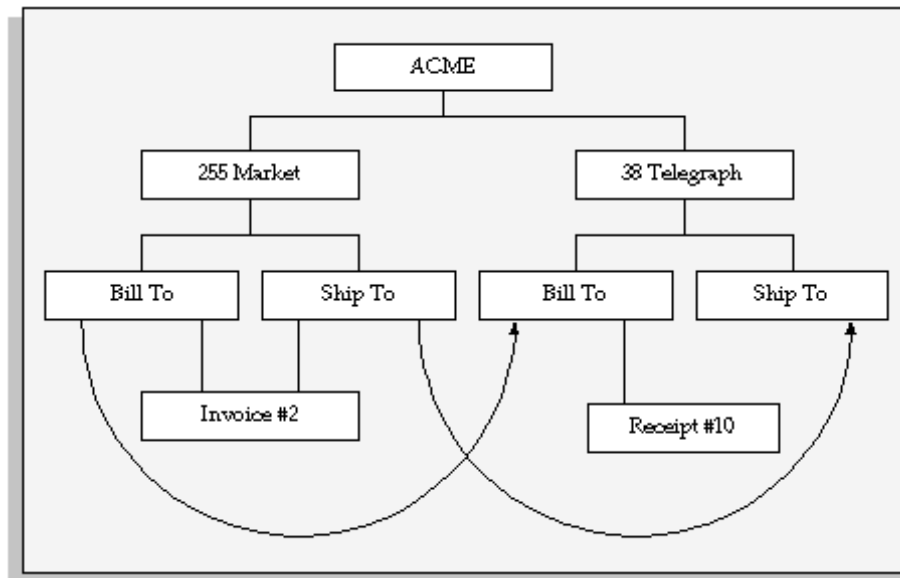 ACME
255 Market
38 Telegraph
Bill To
Ship To
Bill To
Ship To
Invoice #2
Receipt #10